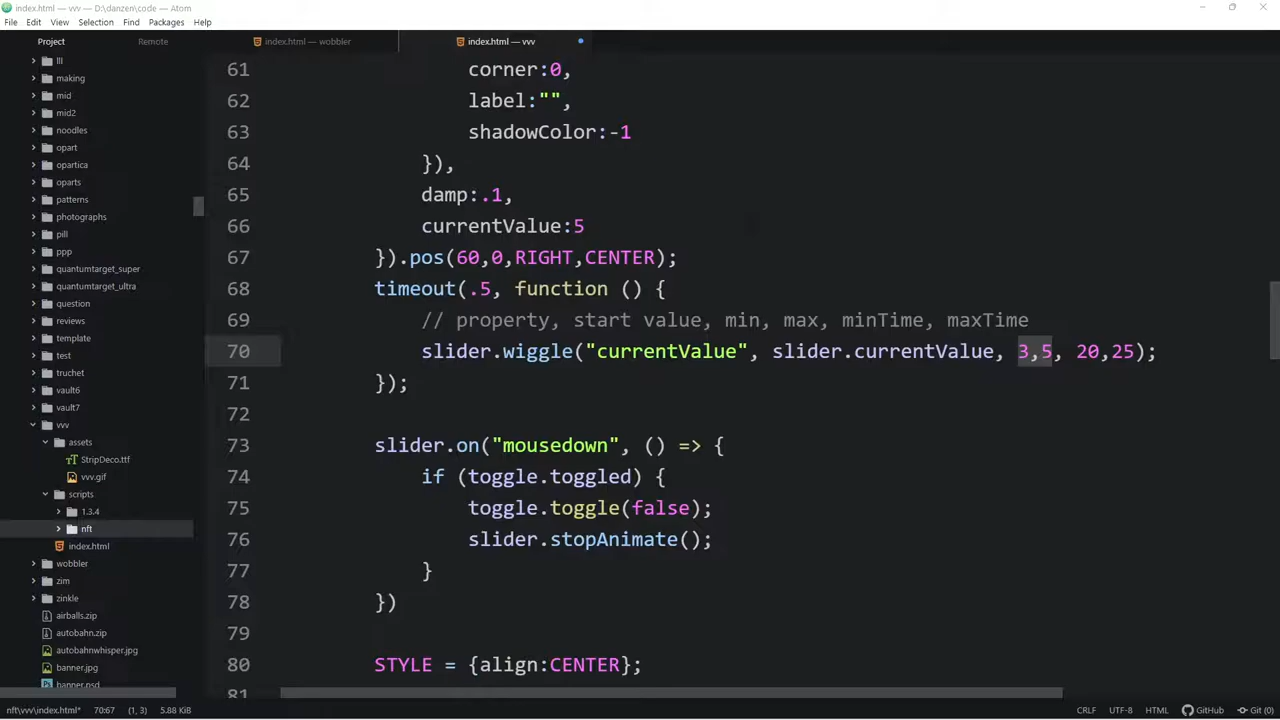 index.html — vvv — D:\danzen\code — Atom
File Edit View Selection Find Packages Help
Project Remote index.html — wobbler index.html — vvv
lll
making
mid
mid2
noodles
opart
opartica
oparts
patterns
photographs
pill
ppp
quantumtarget_super
quantumtarget_ultra
question
reviews
template
test
truchet
vault6
vault7
vvv
assets
StripDeco.ttf
vvv.gif
scripts
1.3.4
nft
index.html
wobbler
zim
zinkle
airballs.zip
autobahn.zip
autobahnwhisper.jpg
banner.jpg
banner.psd
61 corner:0,
62 label:"",
63 shadowColor:-1
64 }),
65 damp:.1,
66 currentValue:5
67 }).pos(60,0,RIGHT,CENTER);
68 timeout(.5, function () {
69 // property, start value, min, max, minTime, maxTime
70 slider.wiggle("currentValue", slider.currentValue, 3,5, 20,25);
71 });
72
73 slider.on("mousedown", () => {
74 if (toggle.toggled) {
75 toggle.toggle(false);
76 slider.stopAnimate();
77 }
78 })
79
80 STYLE = {align:CENTER};
81
nft\vvv\index.html* 70:67 (1, 3) 5.88 KiB CRLF UTF-8 HTML GitHub Git (0)